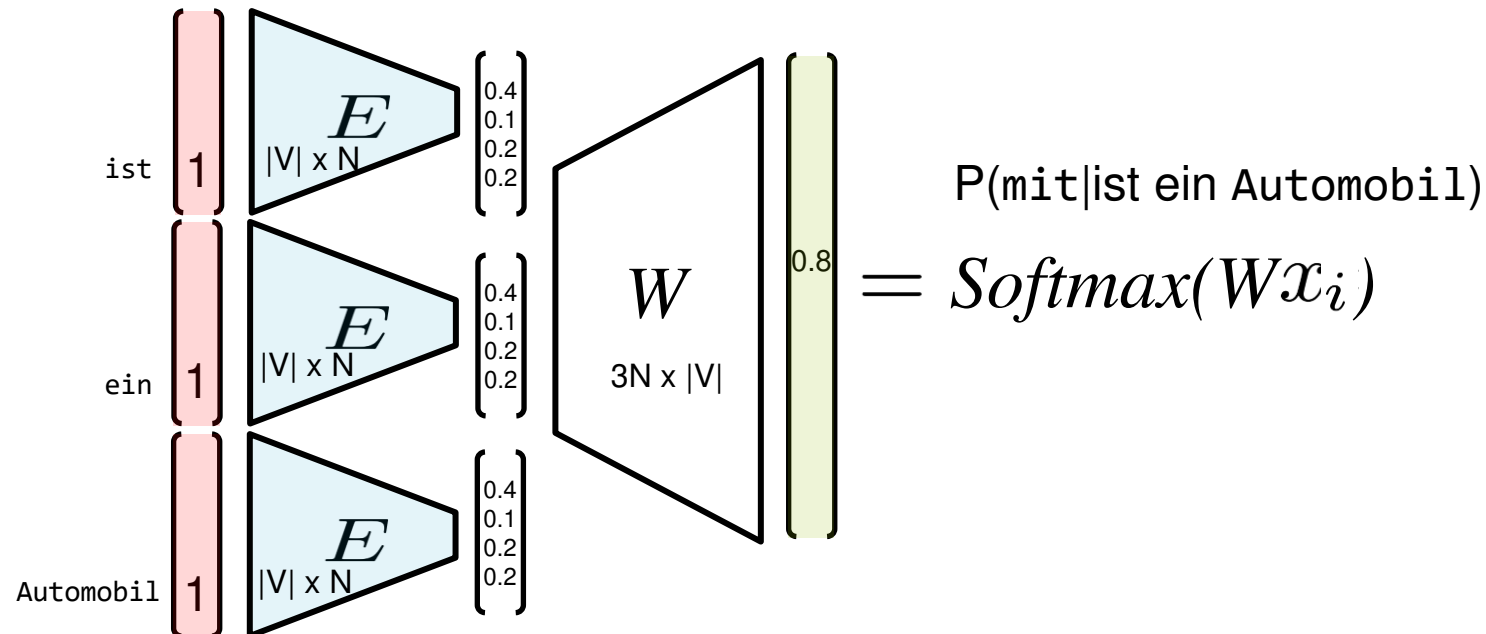 ist
1
E
|V| x N
0.4
0.1
0.2
0.2
ein
1
E
|V| x N
0.4
0.1
0.2
0.2
Automobil
1
E
|V| x N
0.4
0.1
0.2
0.2
W
3N x |V|
0.8
P(mit|ist ein Automobil)
= Softmax(Wxᵢ)